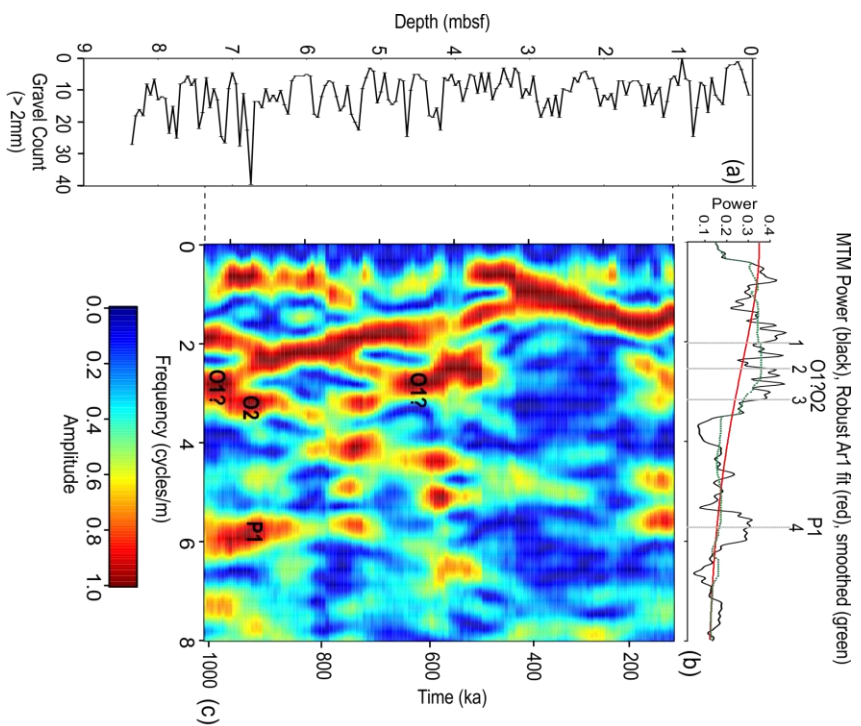 Depth (mbsf)
9 8 7 6 5 4 3 2 1 0
0
10
20
30
40
Gravel Count
(> 2mm)
(a)
MTM Power (black), Robust Ar1 fit (red), smoothed (green)
Power
0.1 0.2 0.3 0.4
1
2
3
4
O1?O2
P1
(b)
0
2
4
6
8
Frequency (cycles/m)
O1?
O2
O1?
P1
1000 800 600 400 200
Time (ka)
(c)
0.0 0.2 0.4 0.6 0.8 1.0
Amplitude